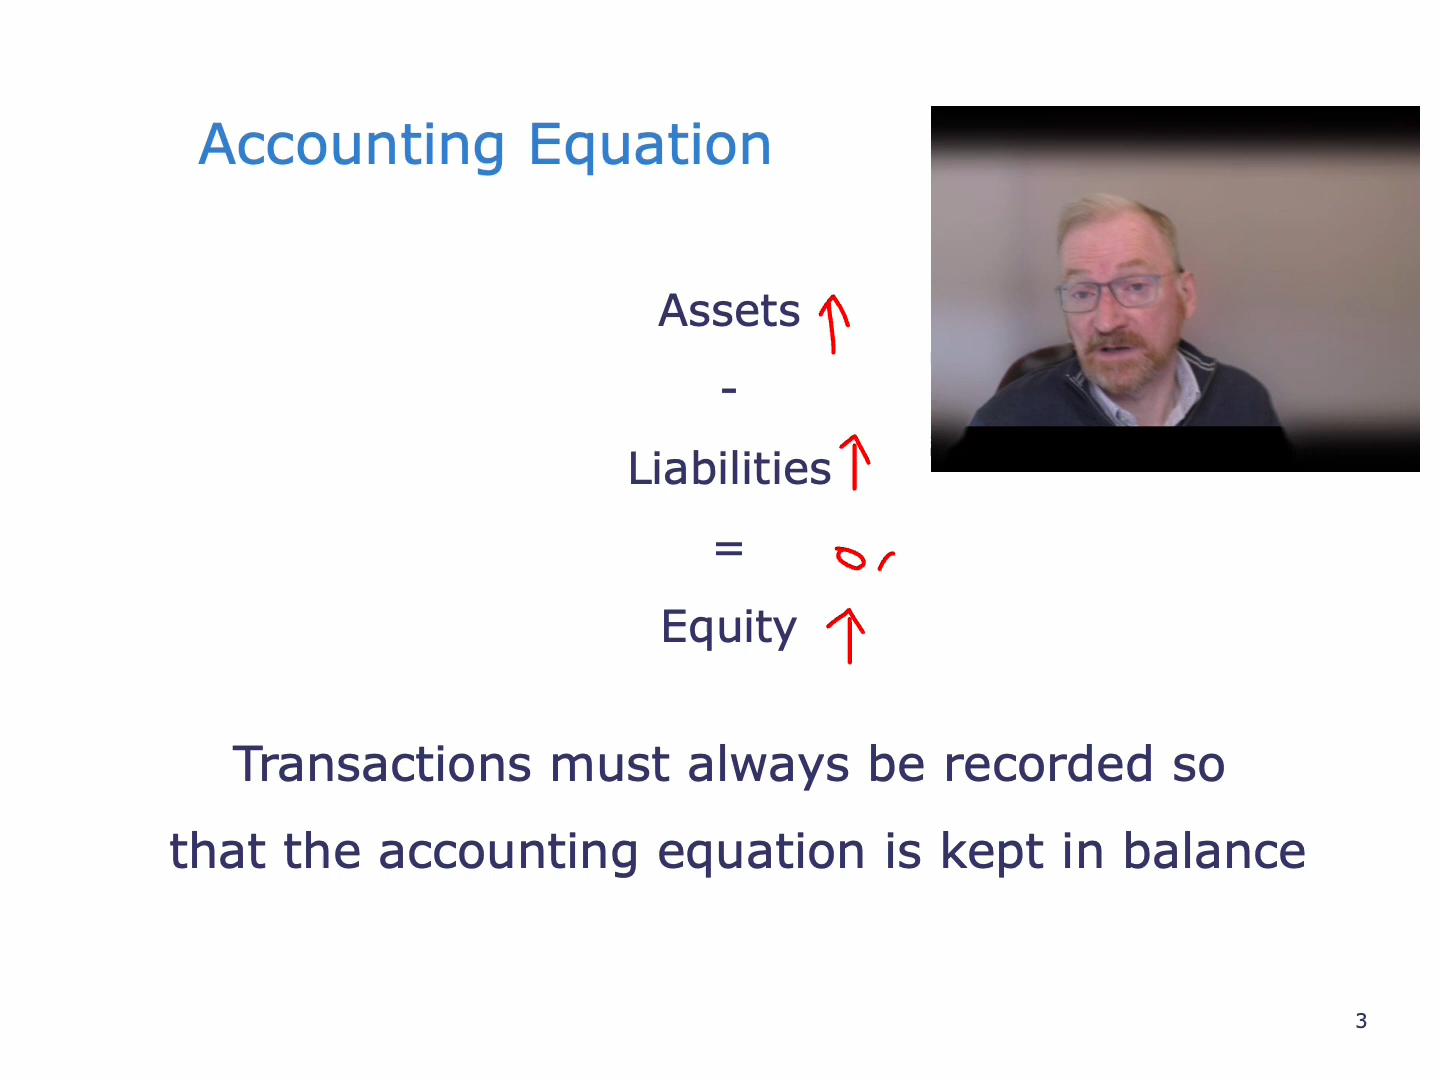 Accounting Equation
Assets
-
Liabilities
=
or
Equity
Transactions must always be recorded so
that the accounting equation is kept in balance
3